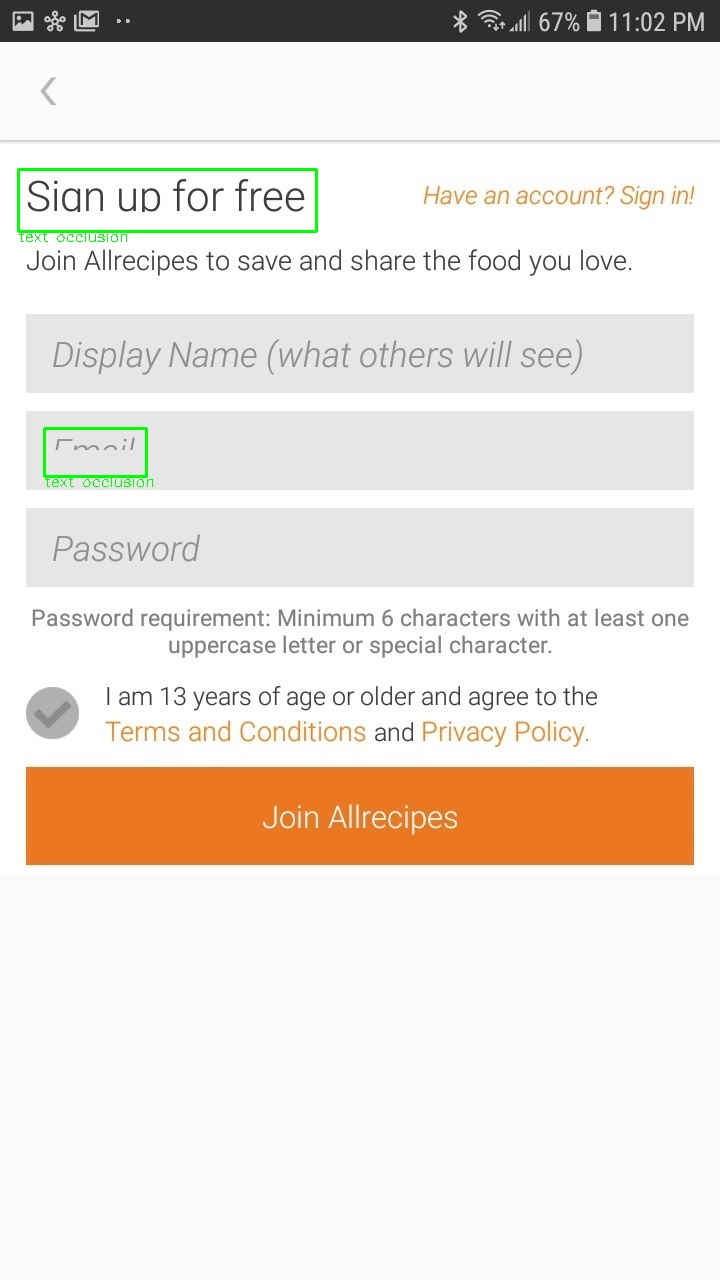 67% 11:02 PM
Sign up for free
Have an account? Sign in!
text occlusion
Join Allrecipes to save and share the food you love.
Display Name (what others will see)
Email
text occlusion
Password
Password requirement: Minimum 6 characters with at least one
uppercase letter or special character.
I am 13 years of age or older and agree to the
Terms and Conditions and Privacy Policy.
Join Allrecipes